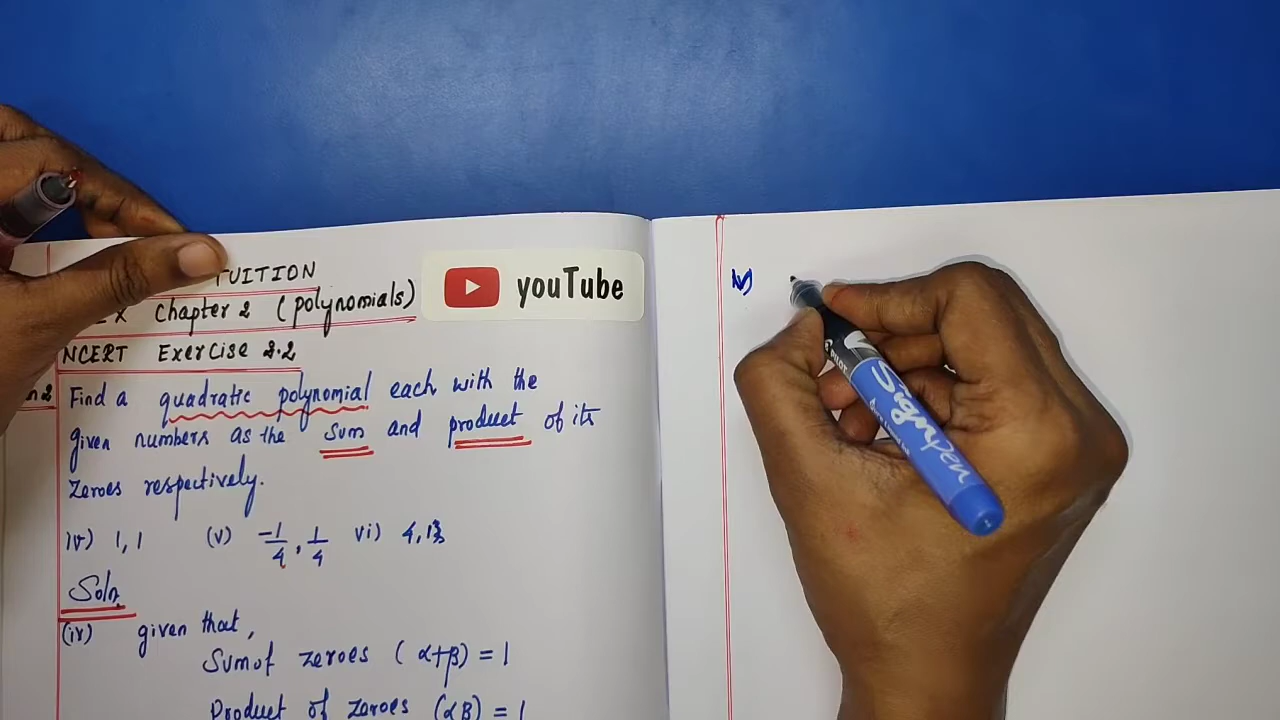 TUITION
X Chapter 2 (polynomials)
youTube
NCERT Exercise 2.2
2 Find a quadratic polynomial each with the
given numbers as the sum and product of its
zeroes respectively.
iv) 1, 1 (v) -1/4, 1/4 vi) 4, 1
Soln
(iv) given that,
Sum of zeroes (α+β) = 1
Product of zeroes (αβ) = 1
v)
PILOT
Signpen